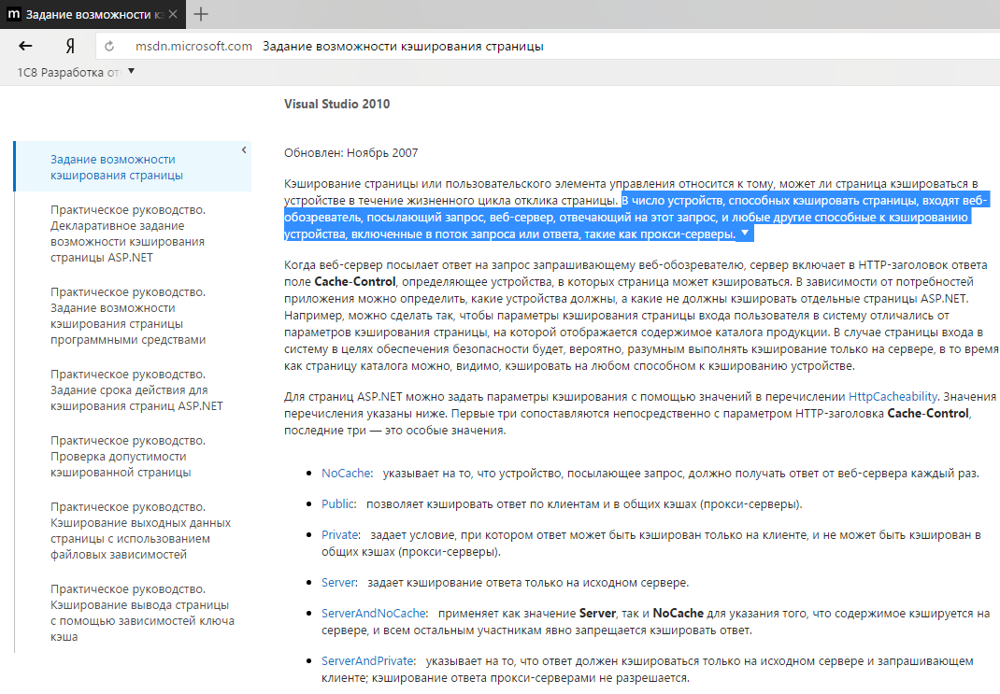 m Задание возможности к
Я msdn.microsoft.com Задание возможности кэширования страницы
1С8 Разработка от
Visual Studio 2010
Задание возможности
кэширования страницы
Практическое руководство.
Декларативное задание
возможности кэширования
страницы ASP.NET
Практическое руководство.
Задание возможности
кэширования страницы
программными средствами
Практическое руководство.
Задание срока действия для
кэширования страниц ASP.NET
Практическое руководство.
Проверка допустимости
кэшированной страницы
Практическое руководство.
Кэширование выходных данных
страницы с использованием
файловых зависимостей
Практическое руководство.
Кэширование вывода страницы
с помощью зависимостей ключа
кэша
Обновлен: Ноябрь 2007
Кэширование страницы или пользовательского элемента управления относится к тому, может ли страница кэшироваться в
устройстве в течение жизненного цикла отклика страницы. В число устройств, способных кэшировать страницы, входят веб-
обозреватель, посылающий запрос, веб-сервер, отвечающий на этот запрос, и любые другие способные к кэшированию
устройства, включенные в поток запроса или ответа, такие как прокси-серверы.
Когда веб-сервер посылает ответ на запрос запрашивающему веб-обозревателю, сервер включает в HTTP-заголовок ответа
поле Cache-Control, определяющее устройства, в которых страница может кэшироваться. В зависимости от потребностей
приложения можно определить, какие устройства должны, а какие не должны кэшировать отдельные страницы ASP.NET.
Например, можно сделать так, чтобы параметры кэширования страницы входа пользователя в систему отличались от
параметров кэширования страницы, на которой отображается содержимое каталога продукции. В случае страницы входа в
систему в целях обеспечения безопасности будет, вероятно, разумным выполнять кэширование только на сервере, в то время
как страницу каталога можно, видимо, кэшировать на любом способном к кэшированию устройстве.
Для страниц ASP.NET можно задать параметры кэширования с помощью значений в перечислении HttpCacheability. Значения
перечисления указаны ниже. Первые три сопоставляются непосредственно с параметром HTTP-заголовка Cache-Control,
последние три — это особые значения.
• NoCache: указывает на то, что устройство, посылающее запрос, должно получать ответ от веб-сервера каждый раз.
• Public: позволяет кэшировать ответ по клиентам и в общих кэшах (прокси-серверы).
• Private: задает условие, при котором ответ может быть кэширован только на клиенте, и не может быть кэширован в
общих кэшах (прокси-серверы).
• Server: задает кэширование ответа только на исходном сервере.
• ServerAndNoCache: применяет как значение Server, так и NoCache для указания того, что содержимое кэшируется на
сервере, и всем остальным участникам явно запрещается кэшировать ответ.
• ServerAndPrivate: указывает на то, что ответ должен кэшироваться только на исходном сервере и запрашивающем
клиенте; кэширование ответа прокси-серверами не разрешается.